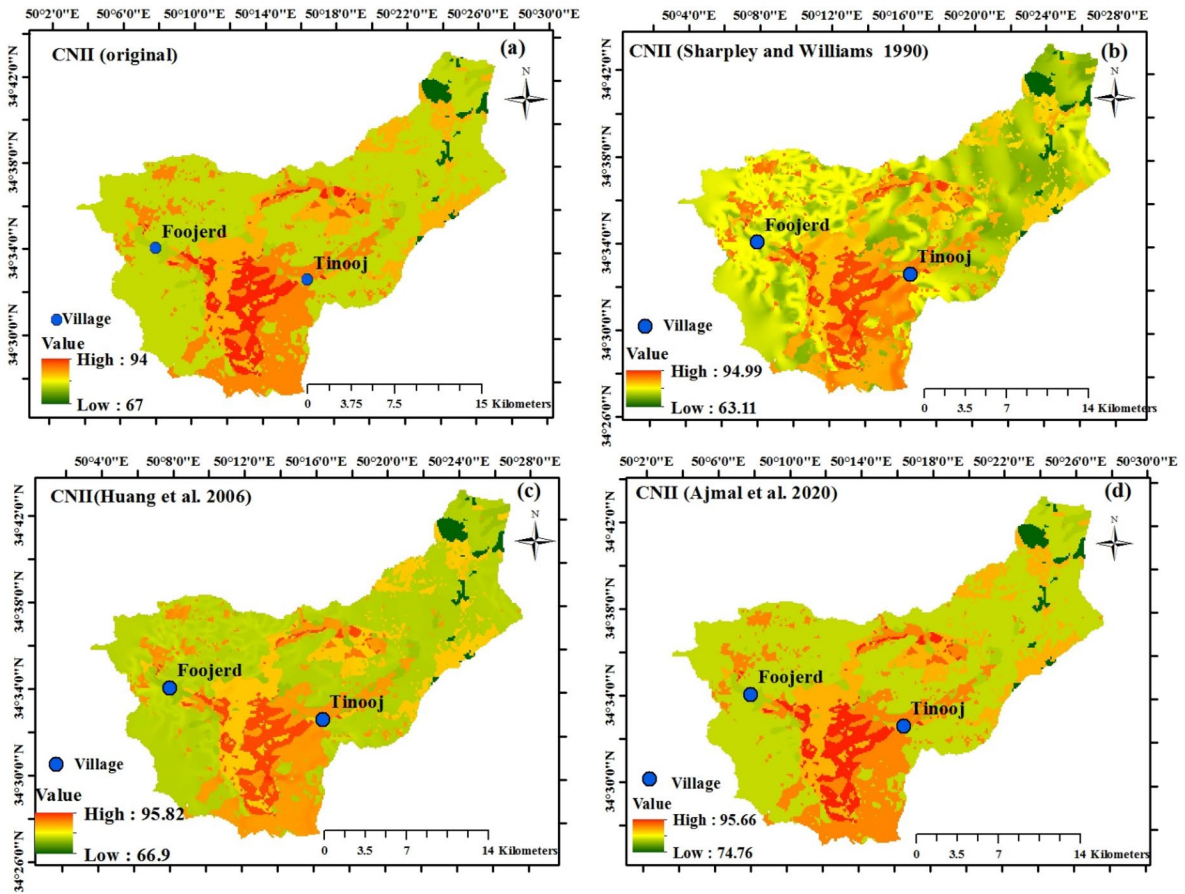 50°4'0"E 50°8'0"E 50°14'0"E 50°18'0"E 50°24'0"E 50°30'0"E
CNII (original)
(a)
N
34°42'0"N
34°38'0"N
34°34'0"N
34°30'0"N
Foojerd
Tinooj
Village
Value
High : 94
Low : 67
0 3.75 7.5 15 Kilometers
50°4'0"E 50°8'0"E 50°12'0"E 50°16'0"E 50°20'0"E 50°24'0"E 50°28'0"E
CNII (Sharpley and Williams 1990)
(b)
N
34°42'0"N
34°38'0"N
34°34'0"N
34°30'0"N
34°26'0"N
Foojerd
Tinooj
Village
Value
High : 94.99
Low : 63.11
0 3.5 7 14 Kilometers
50°4'0"E 50°8'0"E 50°12'0"E 50°16'0"E 50°20'0"E 50°24'0"E 50°28'0"E
CNII(Huang et al. 2006)
(c)
N
34°42'0"N
34°38'0"N
34°34'0"N
34°30'0"N
34°26'0"N
Foojerd
Tinooj
Village
Value
High : 95.82
Low : 66.9
0 3.5 7 14 Kilometers
50°2'0"E 50°6'0"E 50°10'0"E 50°14'0"E 50°18'0"E 50°22'0"E 50°26'0"E 50°30'0"E
CNII (Ajmal et al. 2020)
(d)
N
34°42'0"N
34°38'0"N
34°34'0"N
34°30'0"N
Foojerd
Tinooj
Village
Value
High : 95.66
Low : 74.76
0 3.5 7 14 Kilometers